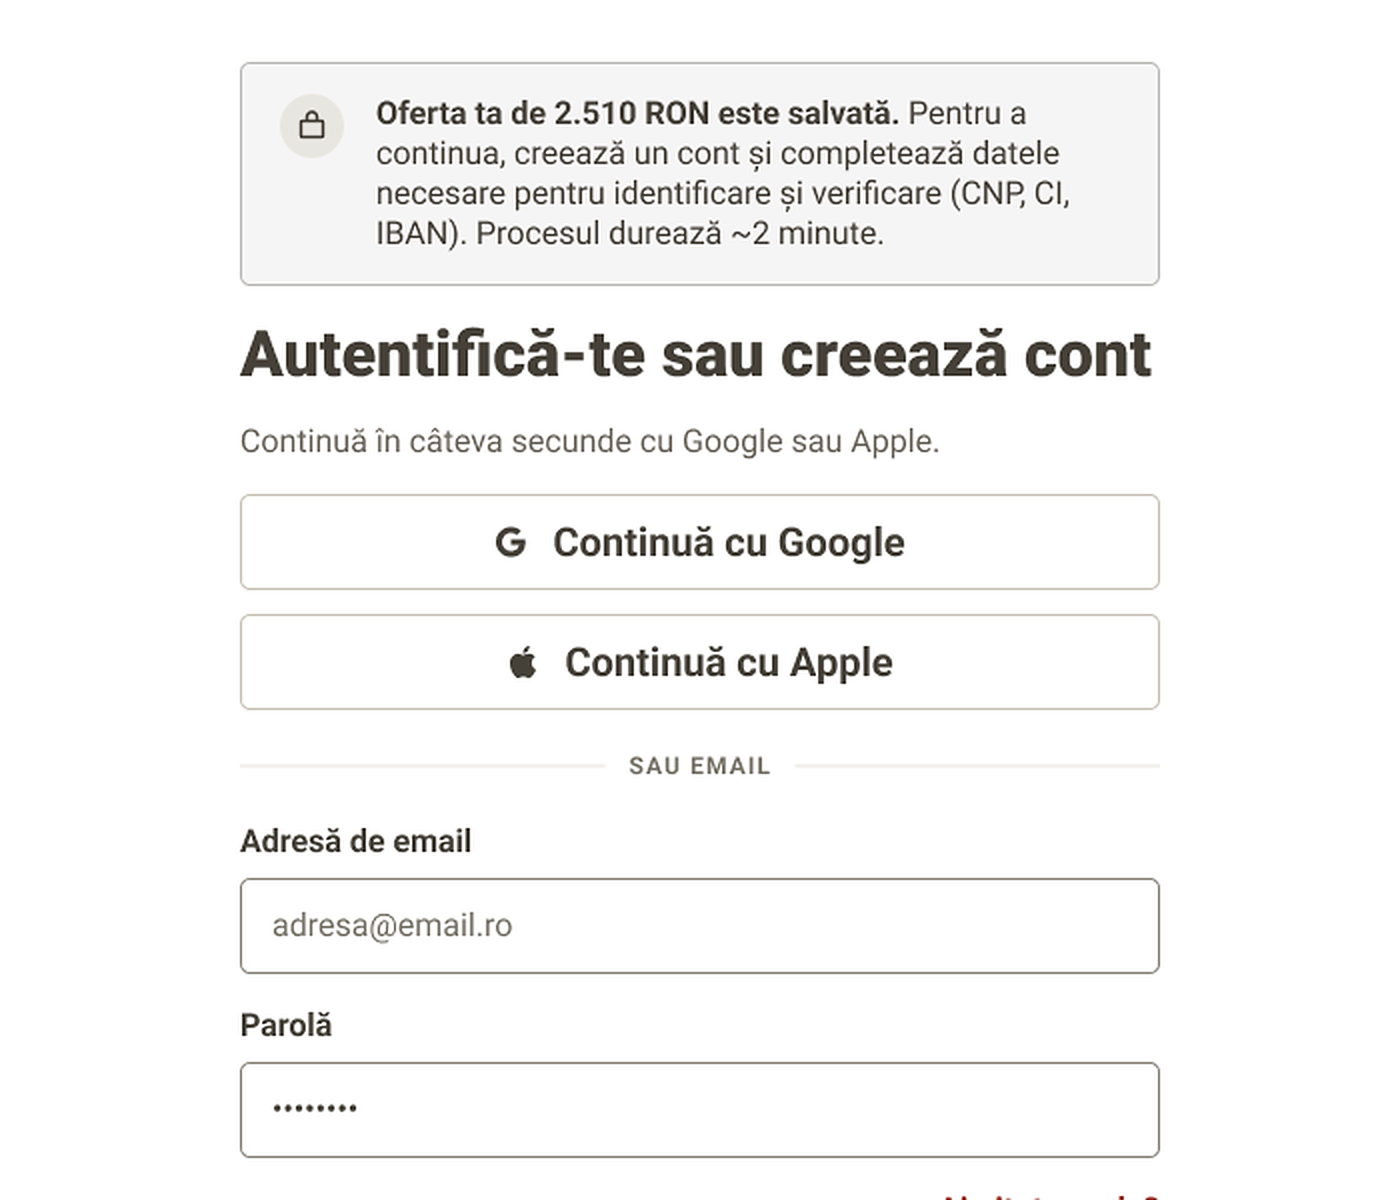 Oferta ta de 2.510 RON este salvată. Pentru a
continua, creează un cont și completează datele
necesare pentru identificare și verificare (CNP, CI,
IBAN). Procesul durează ~2 minute.
Autentifică-te sau creează cont
Continuă în câteva secunde cu Google sau Apple.
Continuă cu Google
Continuă cu Apple
SAU EMAIL
Adresă de email
adresa@email.ro
Parolă
••••••••